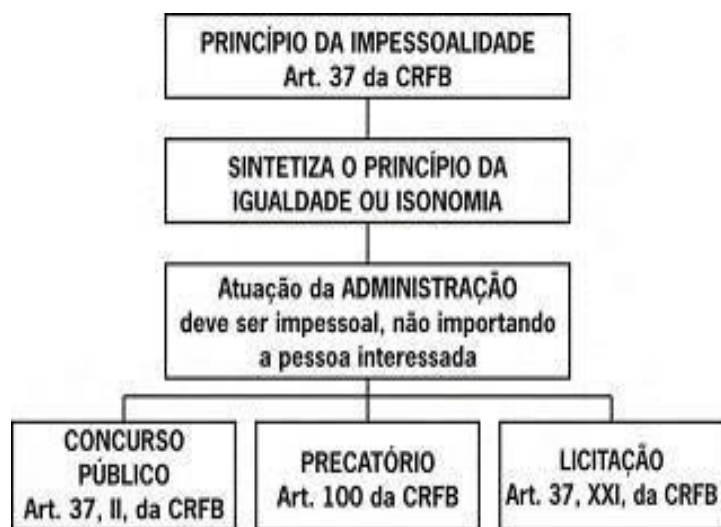 PRINCÍPIO DA IMPESSOALIDADE
Art. 37 da CRFB
SINTETIZA O PRINCÍPIO DA
IGUALDADE OU ISONOMIA
Atuação da ADMINISTRAÇÃO
deve ser impessoal, não importando
a pessoa interessada
CONCURSO
PÚBLICO
Art. 37, II, da CRFB
PRECATÓRIO
Art. 100 da CRFB
LICITAÇÃO
Art. 37, XXI, da CRFB